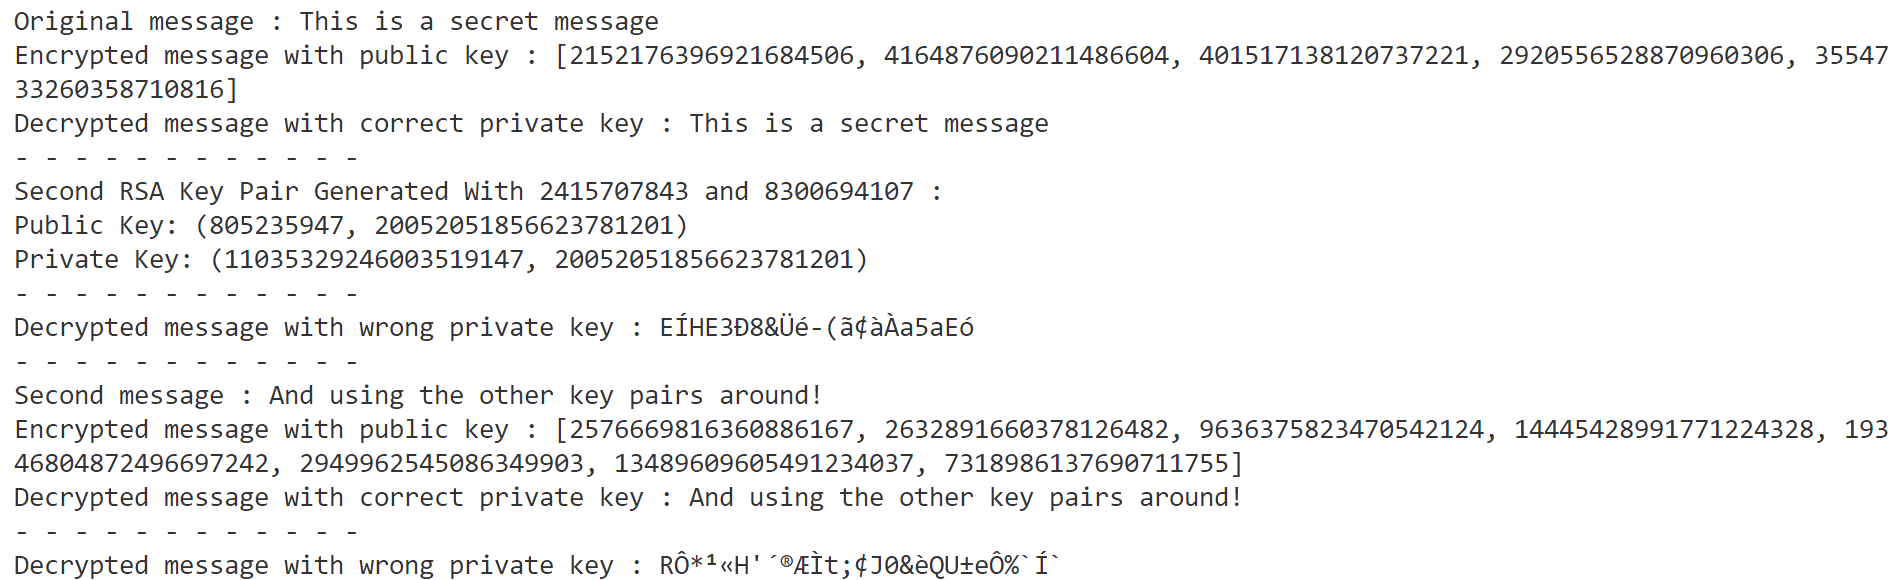 Original message : This is a secret message
Encrypted message with public key : [2152176396921684506, 4164876090211486604, 401517138120737221, 2920556528870960306, 35547
33260358710816]
Decrypted message with correct private key : This is a secret message
- - - - - - - - - - - -
Second RSA Key Pair Generated With 2415707843 and 8300694107 :
Public Key: (805235947, 20052051856623781201)
Private Key: (11035329246003519147, 20052051856623781201)
- - - - - - - - - - - -
Decrypted message with wrong private key : EÍHE3Ð8&Üé-(ã¢àÀa5aEó
- - - - - - - - - - - -
Second message : And using the other key pairs around!
Encrypted message with public key : [2576669816360886167, 2632891660378126482, 9636375823470542124, 14445428991771224328, 193
46804872496697242, 2949962545086349903, 13489609605491234037, 7318986137690711755]
Decrypted message with correct private key : And using the other key pairs around!
- - - - - - - - - - - -
Decrypted message with wrong private key : RÔ*¹«H'´®ÆÌt;¢J0&èQU±eÔ%`Í`